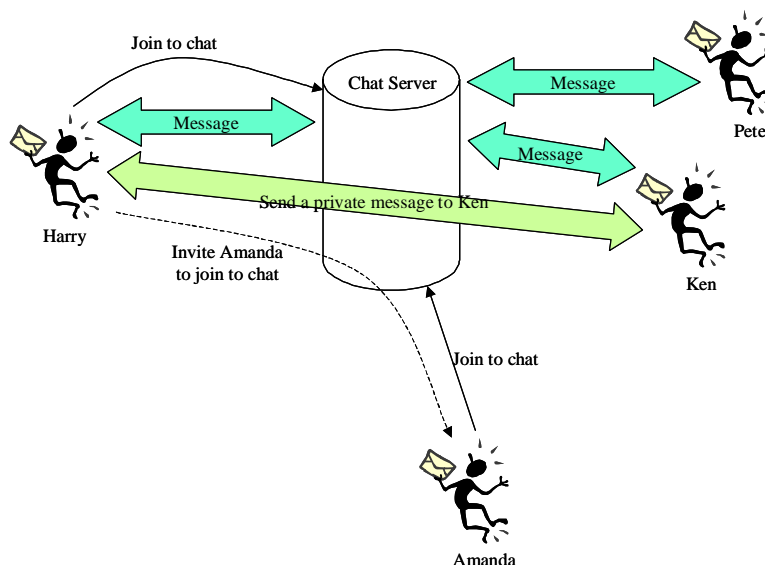 Join to chat
Chat Server
Message
Pete
Message
Message
Send a private message to Ken
Harry
Invite Amanda
to join to chat
Ken
Join to chat
Amanda